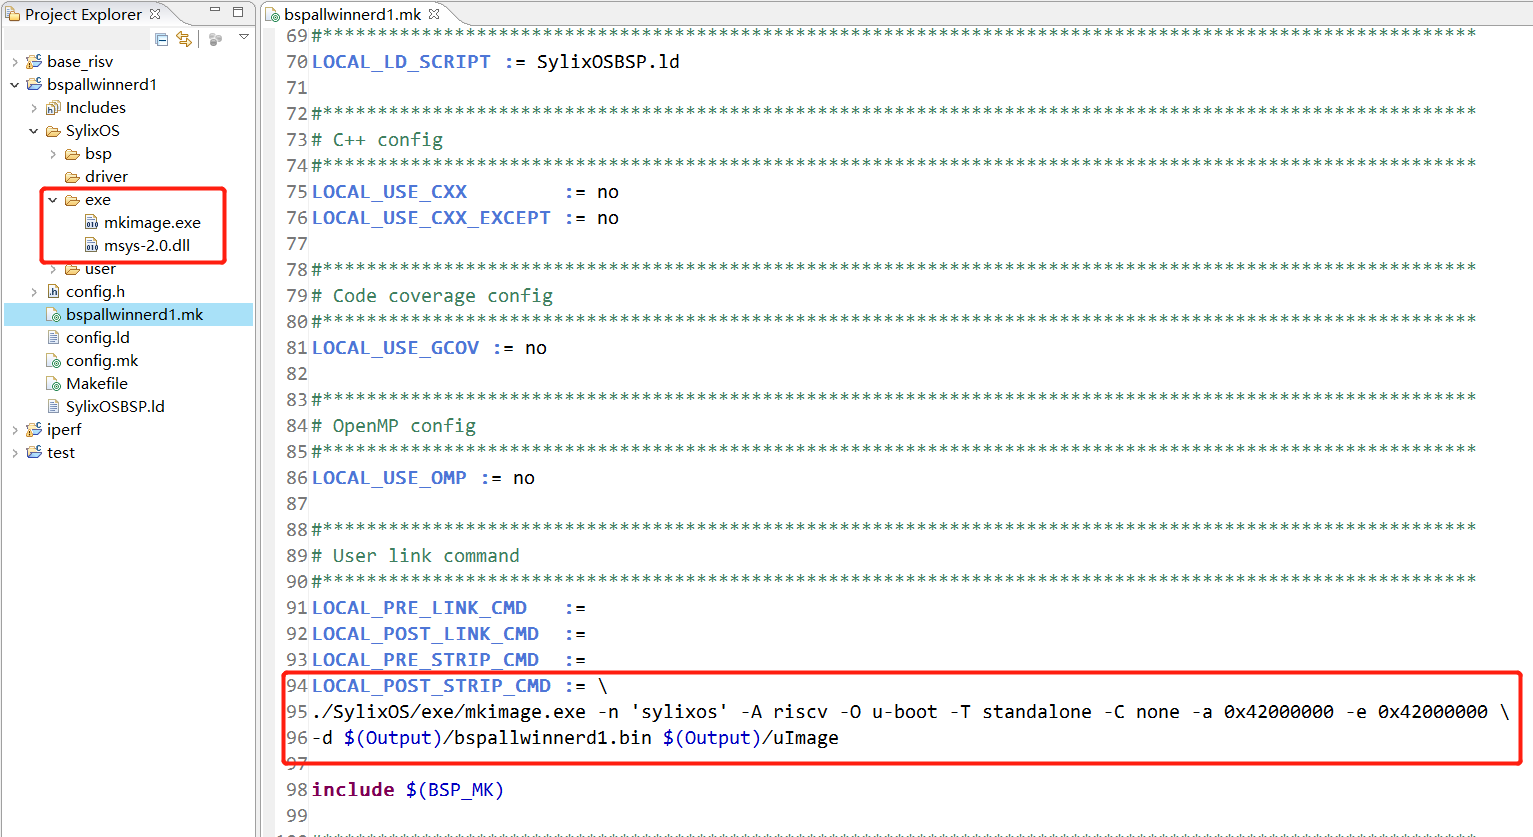 Project Explorer
base_risv
bspallwinnerd1
Includes
SylixOS
bsp
driver
exe
mkimage.exe
msys-2.0.dll
user
config.h
bspallwinnerd1.mk
config.ld
config.mk
Makefile
SylixOSBSP.ld
iperf
test
bspallwinnerd1.mk
69 #*********************************************************************************************************
70 LOCAL_LD_SCRIPT := SylixOSBSP.ld
71
72 #*********************************************************************************************************
73 # C++ config
74 #*********************************************************************************************************
75 LOCAL_USE_CXX        := no
76 LOCAL_USE_CXX_EXCEPT := no
77
78 #*********************************************************************************************************
79 # Code coverage config
80 #*********************************************************************************************************
81 LOCAL_USE_GCOV := no
82
83 #*********************************************************************************************************
84 # OpenMP config
85 #*********************************************************************************************************
86 LOCAL_USE_OMP := no
87
88 #*********************************************************************************************************
89 # User link command
90 #*********************************************************************************************************
91 LOCAL_PRE_LINK_CMD   :=
92 LOCAL_POST_LINK_CMD  :=
93 LOCAL_PRE_STRIP_CMD  :=
94 LOCAL_POST_STRIP_CMD := \
95 ./SylixOS/exe/mkimage.exe -n 'sylixos' -A riscv -O u-boot -T standalone -C none -a 0x42000000 -e 0x42000000 \
96 -d $(Output)/bspallwinnerd1.bin $(Output)/uImage
97
98 include $(BSP_MK)
99